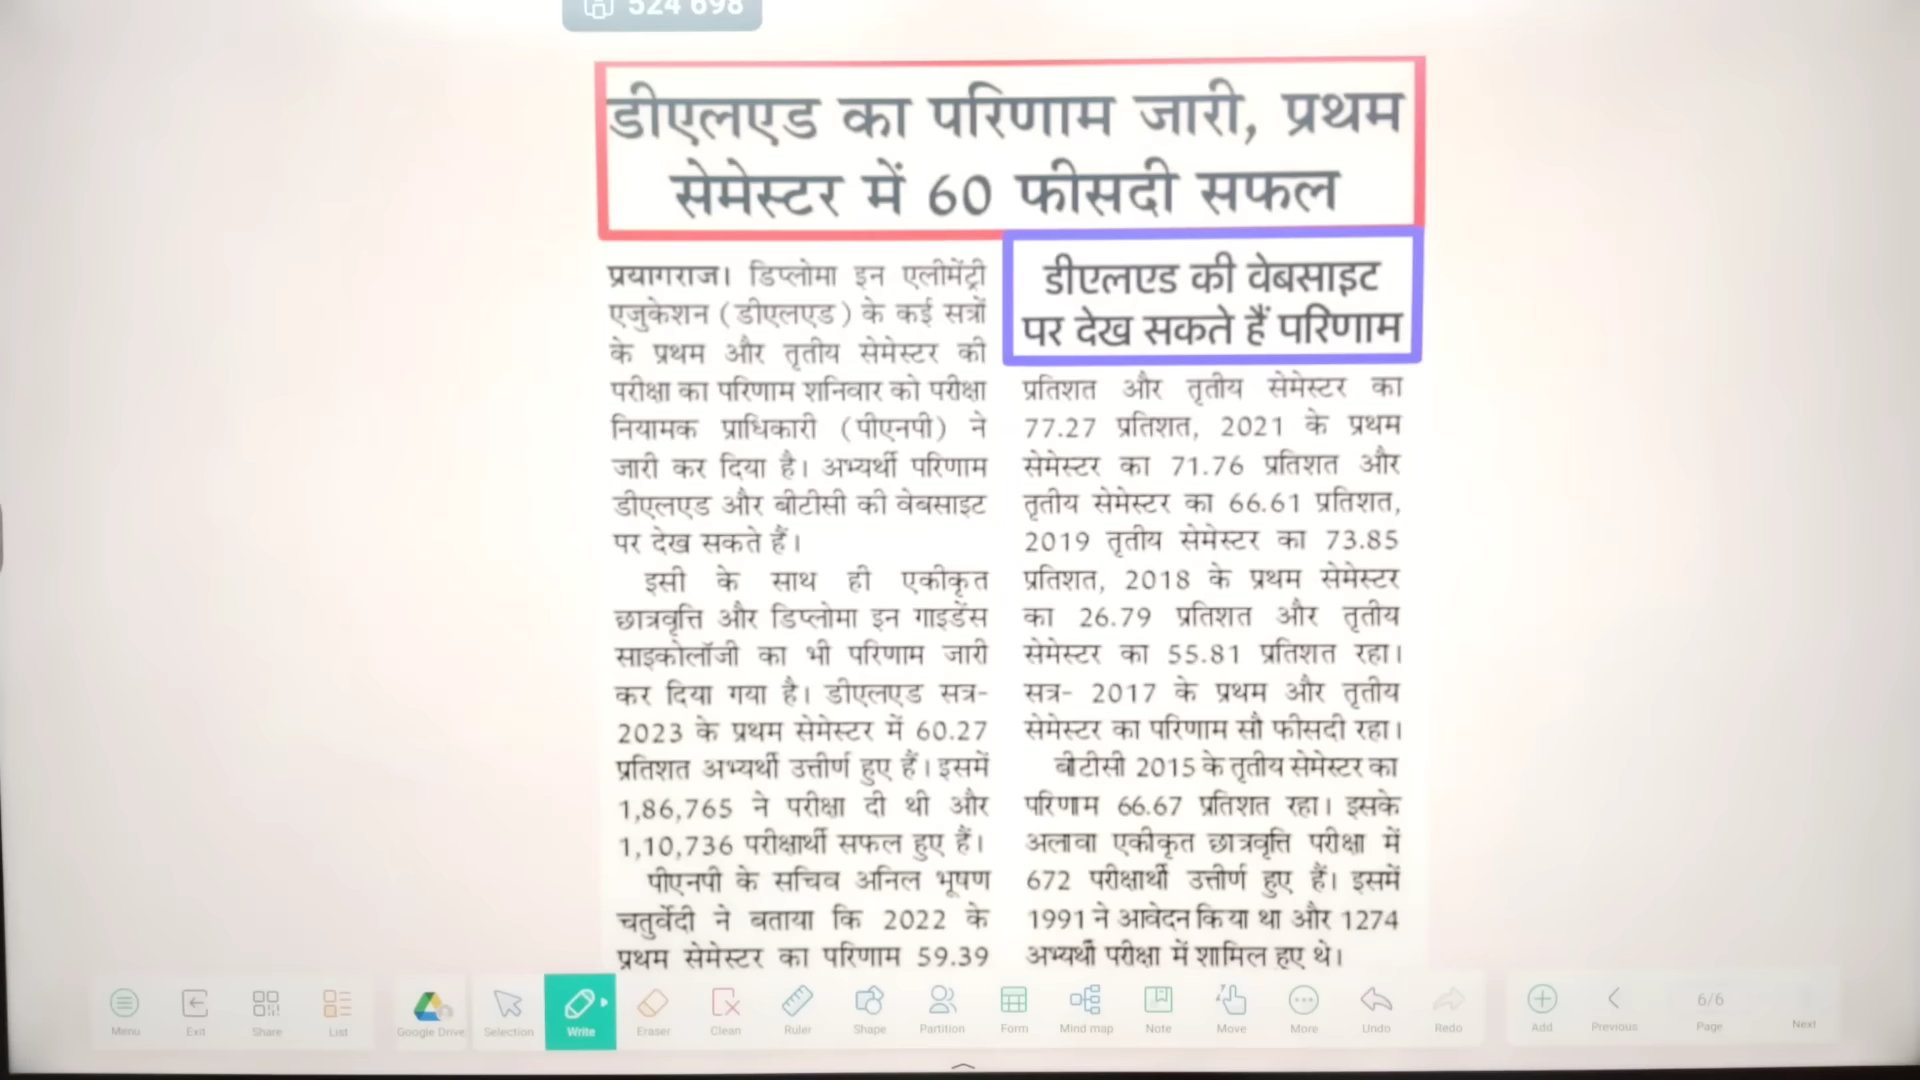 524 698
डीएलएड का परिणाम जारी, प्रथम
सेमेस्टर में 60 फीसदी सफल
प्रयागराज। डिप्लोमा इन एलीमेंट्री
एजुकेशन (डीएलएड) के कई सत्रों
के प्रथम और तृतीय सेमेस्टर की
परीक्षा का परिणाम शनिवार को परीक्षा
नियामक प्राधिकारी (पीएनपी) ने
जारी कर दिया है। अभ्यर्थी परिणाम
डीएलएड और बीटीसी की वेबसाइट
पर देख सकते हैं।
इसी के साथ ही एकीकृत
छात्रवृत्ति और डिप्लोमा इन गाइडेंस
साइकोलॉजी का भी परिणाम जारी
कर दिया गया है। डीएलएड सत्र-
2023 के प्रथम सेमेस्टर में 60.27
प्रतिशत अभ्यर्थी उत्तीर्ण हुए हैं। इसमें
1,86,765 ने परीक्षा दी थी और
1,10,736 परीक्षार्थी सफल हुए हैं।
पीएनपी के सचिव अनिल भूषण
चतुर्वेदी ने बताया कि 2022 के
प्रथम सेमेस्टर का परिणाम 59.39
डीएलएड की वेबसाइट
पर देख सकते हैं परिणाम
प्रतिशत और तृतीय सेमेस्टर का
77.27 प्रतिशत, 2021 के प्रथम
सेमेस्टर का 71.76 प्रतिशत और
तृतीय सेमेस्टर का 66.61 प्रतिशत,
2019 तृतीय सेमेस्टर का 73.85
प्रतिशत, 2018 के प्रथम सेमेस्टर
का 26.79 प्रतिशत और तृतीय
सेमेस्टर का 55.81 प्रतिशत रहा।
सत्र- 2017 के प्रथम और तृतीय
सेमेस्टर का परिणाम सौ फीसदी रहा।
बीटीसी 2015 के तृतीय सेमेस्टर का
परिणाम 66.67 प्रतिशत रहा। इसके
अलावा एकीकृत छात्रवृत्ति परीक्षा में
672 परीक्षार्थी उत्तीर्ण हुए हैं। इसमें
1991 ने आवेदन किया था और 1274
अभ्यर्थी परीक्षा में शामिल हुए थे।
Menu Exit Share List Google Drive Selection Write Eraser Clean Ruler Shape Partition Form Mind map Note Move More Undo Redo Add Previous 6/6 Page Next